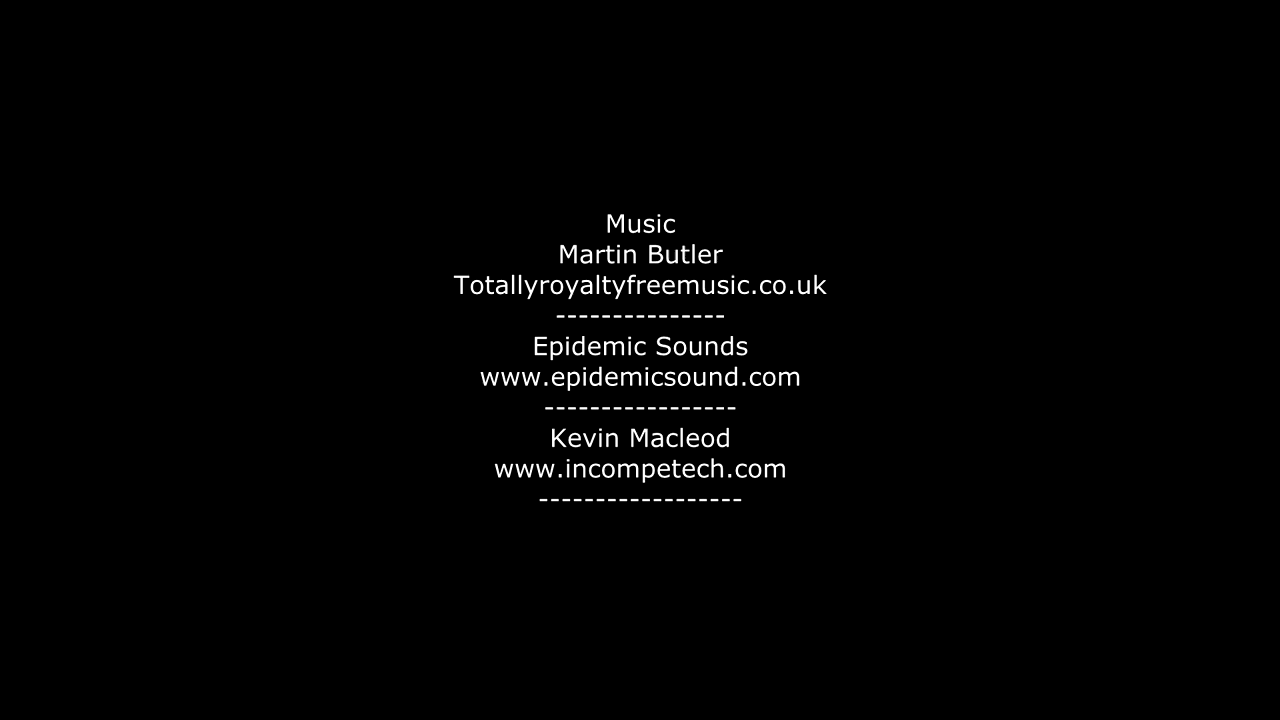 Music
Martin Butler
Totallyroyaltyfreemusic.co.uk
---------------
Epidemic Sounds
www.epidemicsound.com
-----------------
Kevin Macleod
www.incompetech.com
------------------